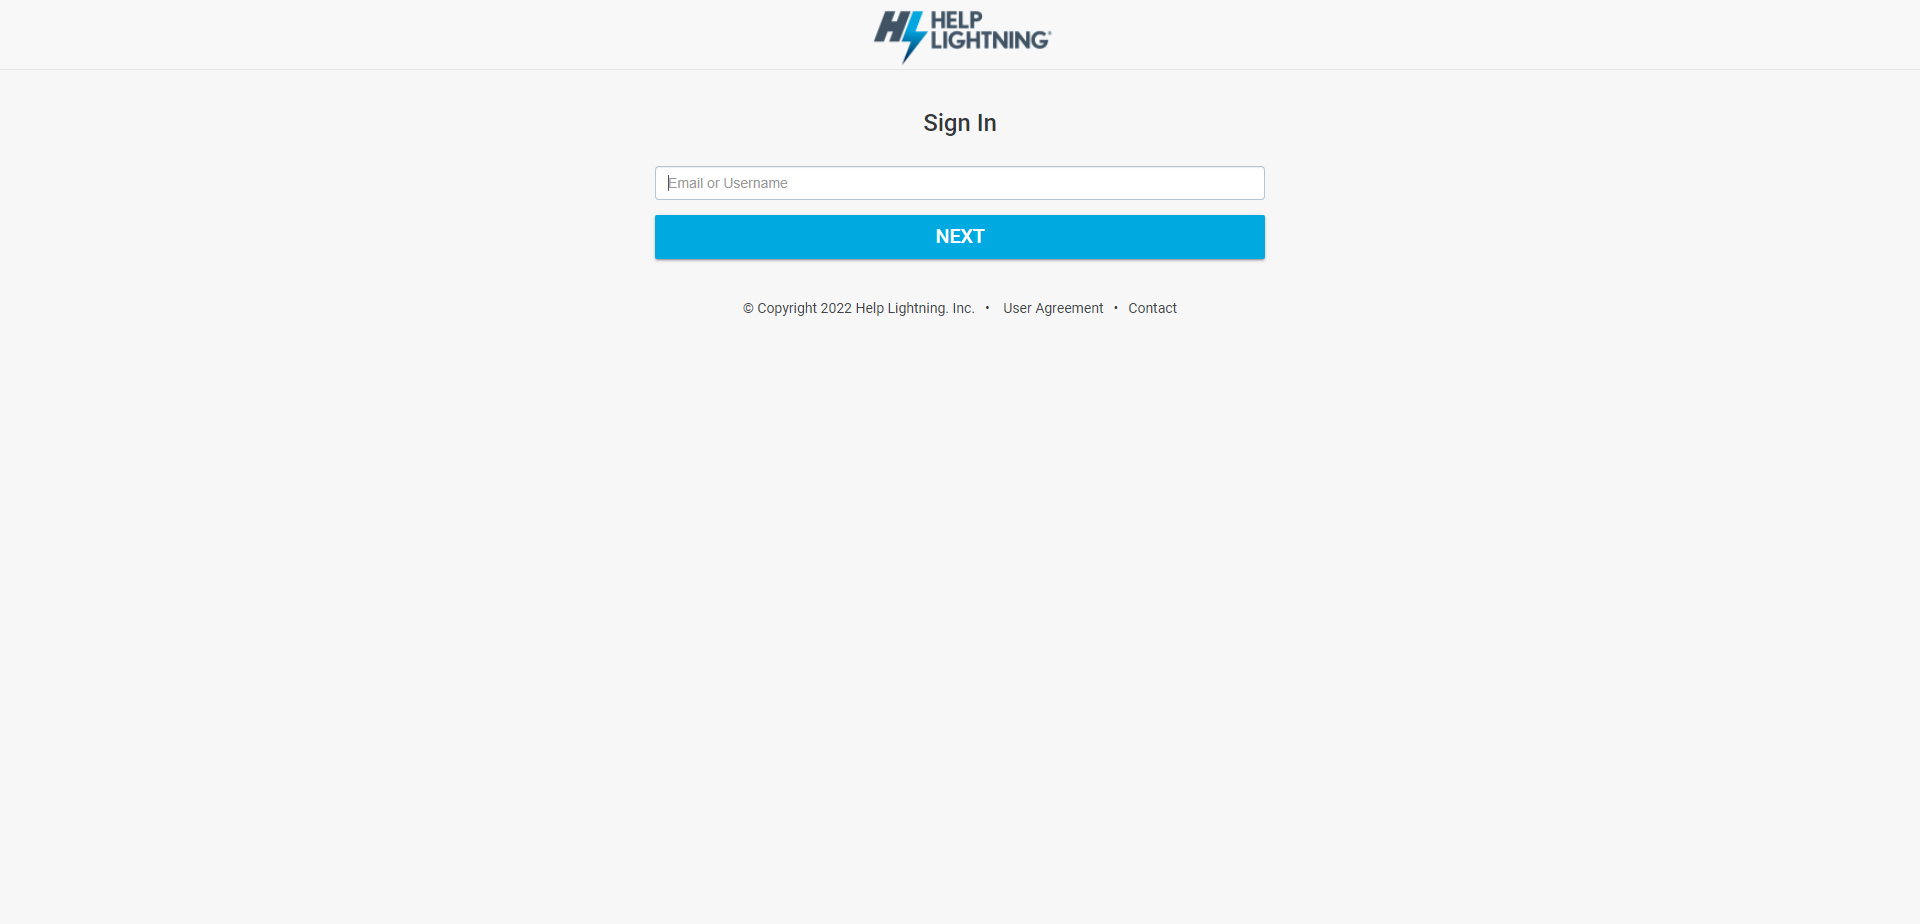 HELP
LIGHTNING®
Sign In
Email or Username
NEXT
© Copyright 2022 Help Lightning. Inc. • User Agreement • Contact